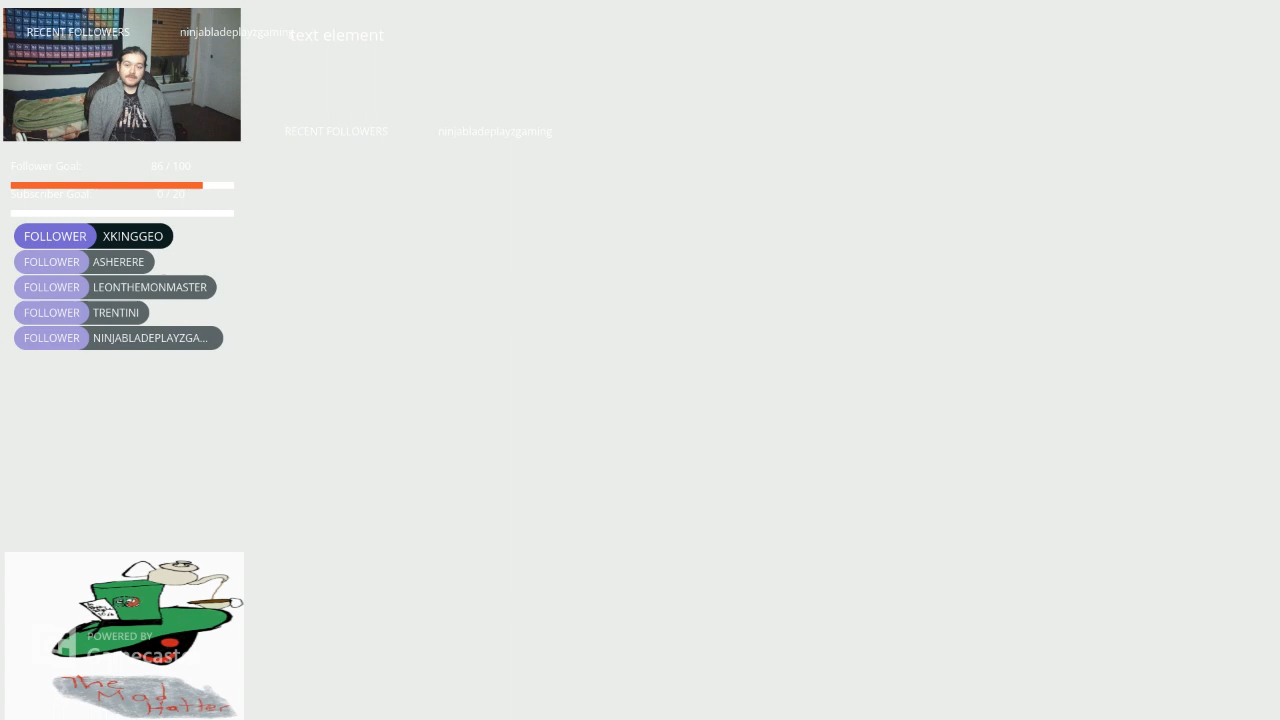 RECENT FOLLOWERS ninjabladeplayzgaming
text element
RECENT FOLLOWERS ninjabladeplayzgaming
Follower Goal: 86 / 100
Subscriber Goal: 0 / 20
FOLLOWER XKINGGEO
FOLLOWER ASHERERE
FOLLOWER LEONTHEMONMASTER
FOLLOWER TRENTINI
FOLLOWER NINJABLADEPLAYZGA...
POWERED BY
Gamecaster
The
Mad
Hatter